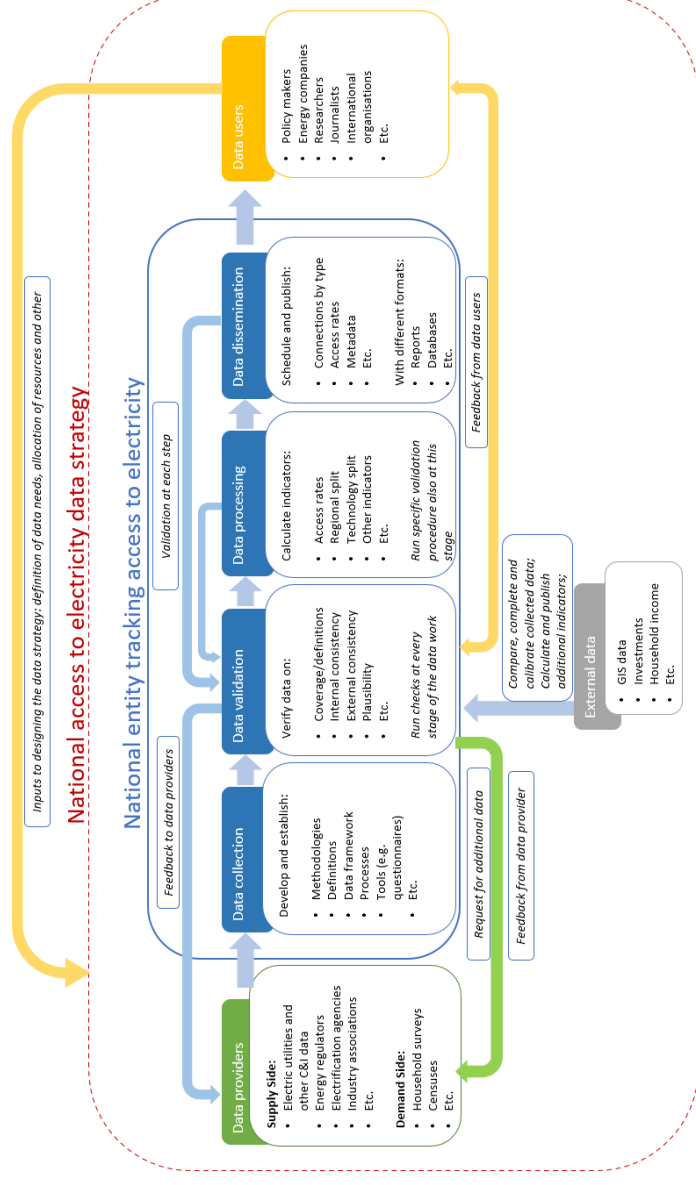 Inputs to designing the data strategy: definition of data needs, allocation of resources and other
National access to electricity data strategy
National entity tracking access to electricity
Feedback to data providers
Validation at each step
Data providers
Supply Side:
• Electric utilities and
other C&I data
• Energy regulators
• Electrification agencies
• Industry associations
• Etc.
Demand Side:
• Household surveys
• Censuses
• Etc.
Data collection
Develop and establish:
• Methodologies
• Definitions
• Data framework
• Processes
• Tools (e.g.
questionnaires)
• Etc.
Data validation
Verify data on:
• Coverage/definitions
• Internal consistency
• External consistency
• Plausibility
• Etc.
Run checks at every
stage of the data work
Data processing
Calculate indicators:
• Access rates
• Regional split
• Technology split
• Other indicators
• Etc.
Run specific validation
procedure also at this
stage
Data dissemination
Schedule and publish:
• Connections by type
• Access rates
• Metadata
• Etc.
With different formats:
• Reports
• Databases
• Etc.
Data users
• Policy makers
• Energy companies
• Researchers
• Journalists
• International
organisations
• Etc.
Request for additional data
Feedback from data provider
Feedback from data users
Compare, complete and
calibrate collected data;
Calculate and publish
additional indicators;
External data
• GIS data
• Investments
• Household income
• Etc.